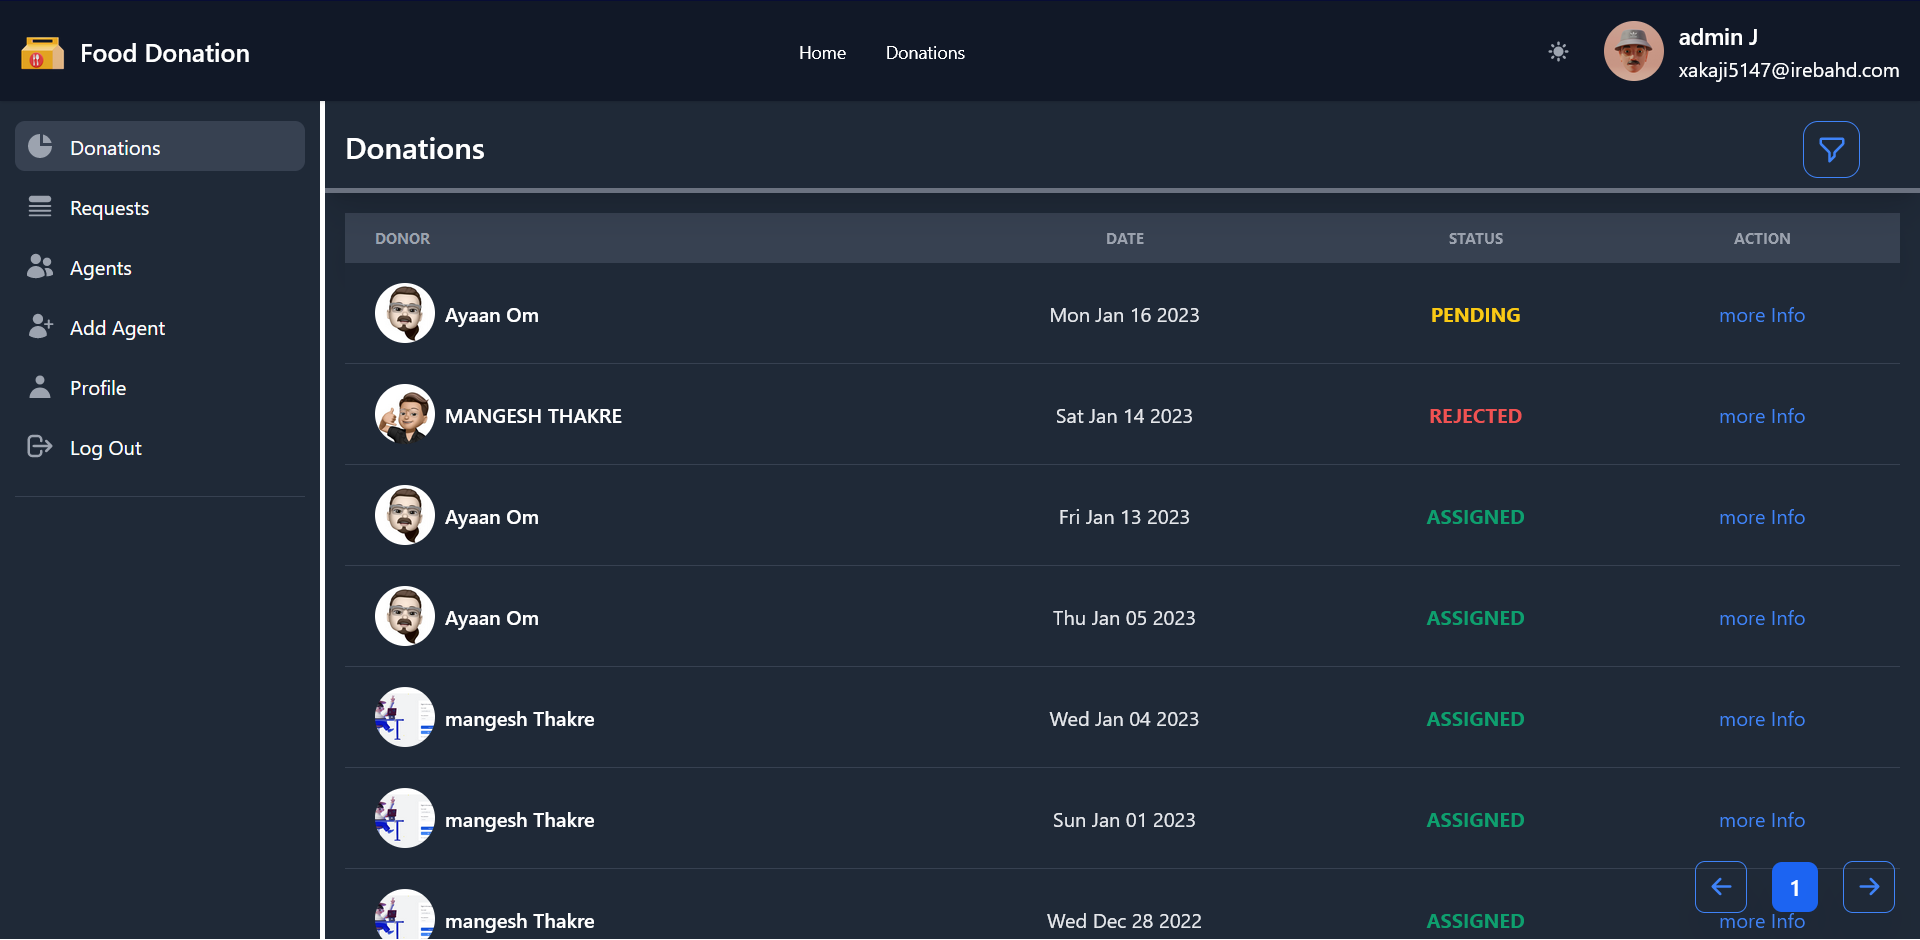 Food Donation
Home
Donations
admin J
xakaji5147@irebahd.com
Donations
Requests
Agents
Add Agent
Profile
Log Out
Donations
DONOR DATE STATUS ACTION
Ayaan Om Mon Jan 16 2023 PENDING more Info
MANGESH THAKRE Sat Jan 14 2023 REJECTED more Info
Ayaan Om Fri Jan 13 2023 ASSIGNED more Info
Ayaan Om Thu Jan 05 2023 ASSIGNED more Info
mangesh Thakre Wed Jan 04 2023 ASSIGNED more Info
mangesh Thakre Sun Jan 01 2023 ASSIGNED more Info
mangesh Thakre Wed Dec 28 2022 ASSIGNED more Info
1